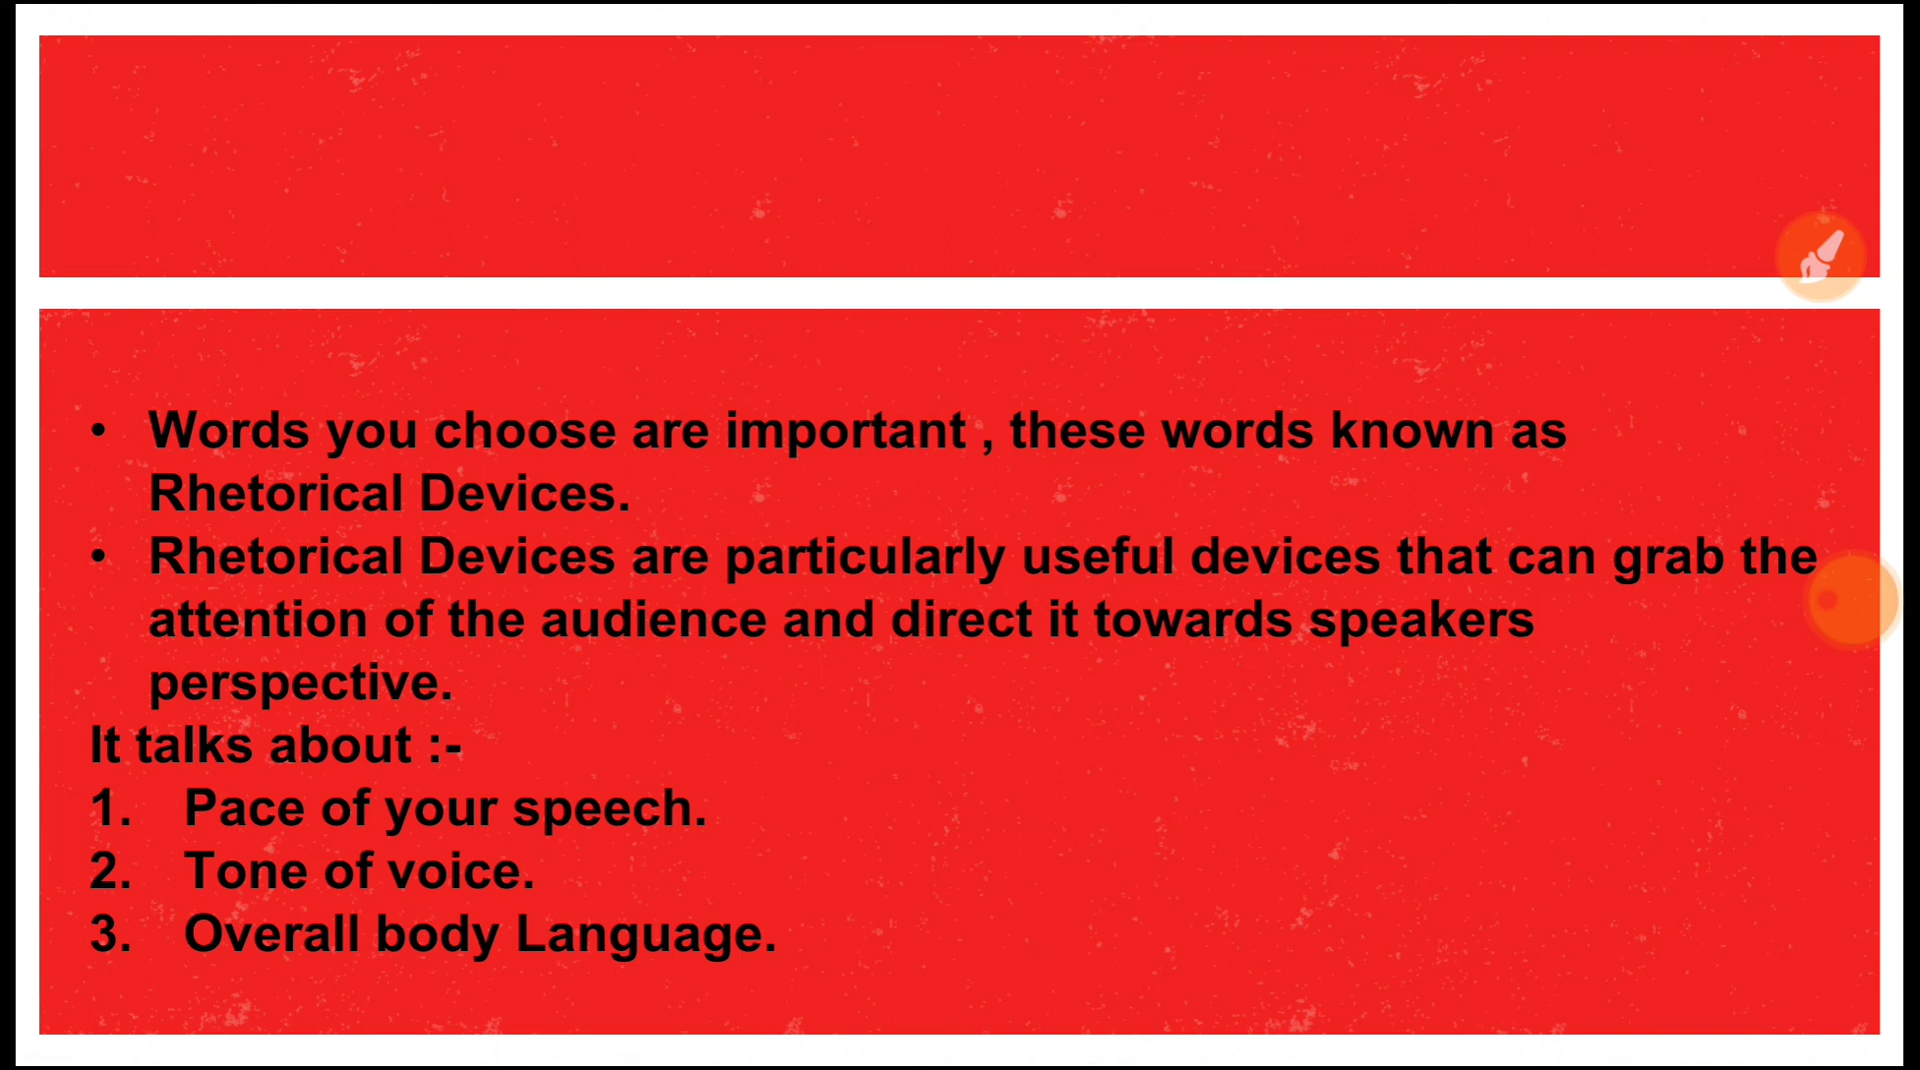 • Words you choose are important , these words known as
Rhetorical Devices.
• Rhetorical Devices are particularly useful devices that can grab the
attention of the audience and direct it towards speakers
perspective.
It talks about :-
1. Pace of your speech.
2. Tone of voice.
3. Overall body Language.